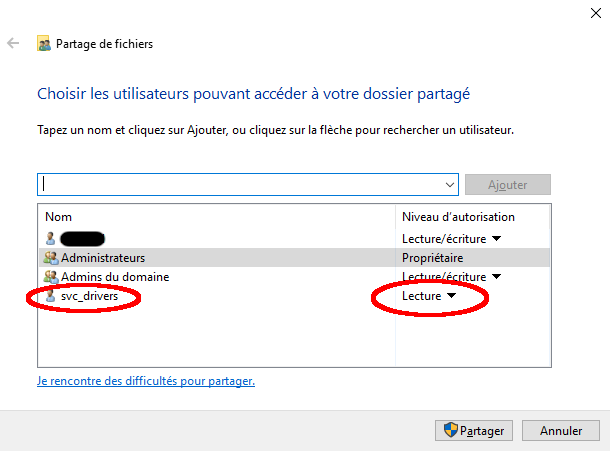 Partage de fichiers
Choisir les utilisateurs pouvant accéder à votre dossier partagé
Tapez un nom et cliquez sur Ajouter, ou cliquez sur la flèche pour rechercher un utilisateur.
Ajouter
Nom Niveau d'autorisation
Lecture/écriture
Administrateurs Propriétaire
Admins du domaine Lecture/écriture
svc_drivers Lecture
Je rencontre des difficultés pour partager.
Partager Annuler